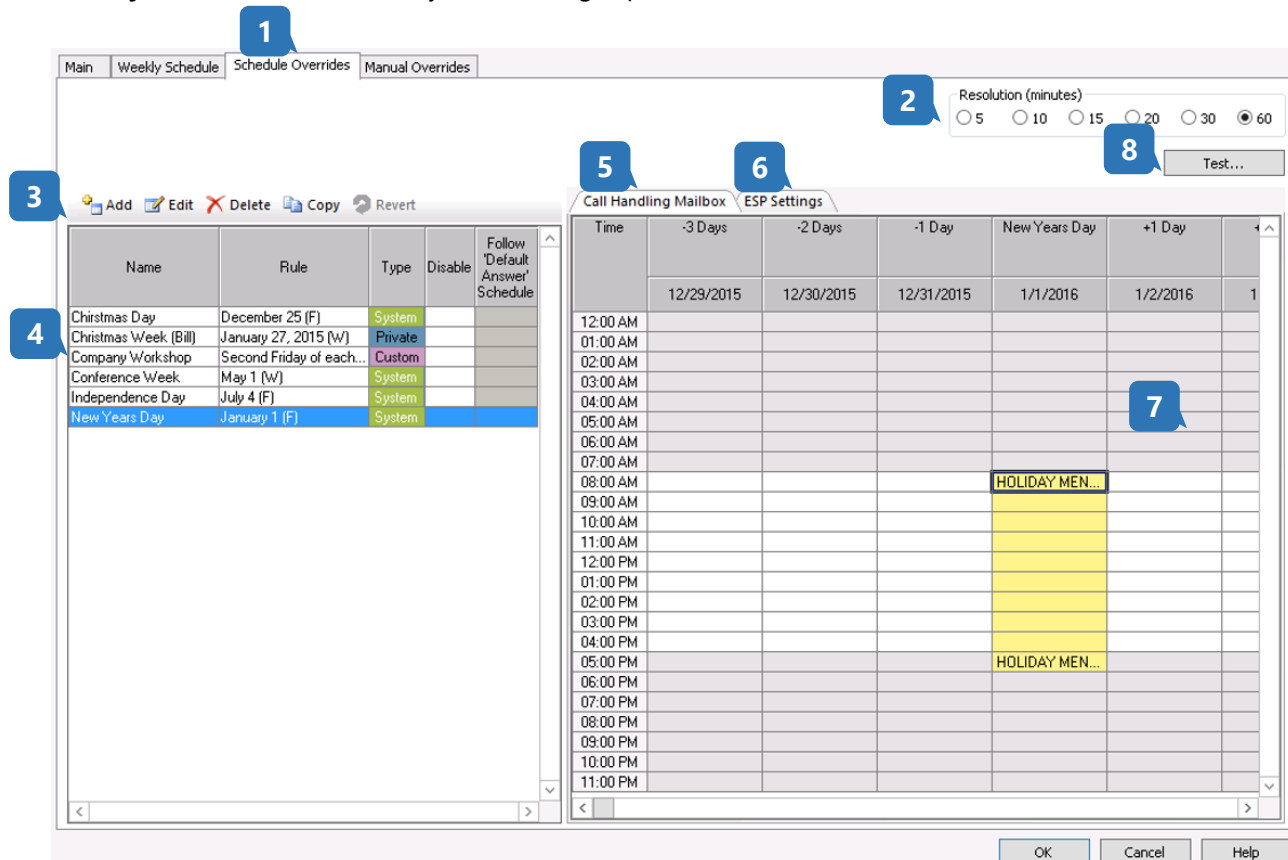 1
Main Weekly Schedule Schedule Overrides Manual Overrides
2
Resolution (minutes)
5 10 15 20 30 60
8
Test...
3
Add Edit Delete Copy Revert
5
6
Call Handling Mailbox ESP Settings
Name Rule Type Disable Follow 'Default Answer' Schedule
Chirstmas Day December 25 (F) System
4
Christmas Week (Bill) January 27, 2015 (W) Private
Company Workshop Second Friday of each... Custom
Conference Week May 1 (W) System
Independence Day July 4 (F) System
New Years Day January 1 (F) System
Time -3 Days -2 Days -1 Day New Years Day +1 Day
12/29/2015 12/30/2015 12/31/2015 1/1/2016 1/2/2016 1
12:00 AM
01:00 AM
02:00 AM
03:00 AM
04:00 AM
7
05:00 AM
06:00 AM
07:00 AM
08:00 AM HOLIDAY MEN...
09:00 AM
10:00 AM
11:00 AM
12:00 PM
01:00 PM
02:00 PM
03:00 PM
04:00 PM
05:00 PM HOLIDAY MEN...
06:00 PM
07:00 PM
08:00 PM
09:00 PM
10:00 PM
11:00 PM
OK Cancel Help